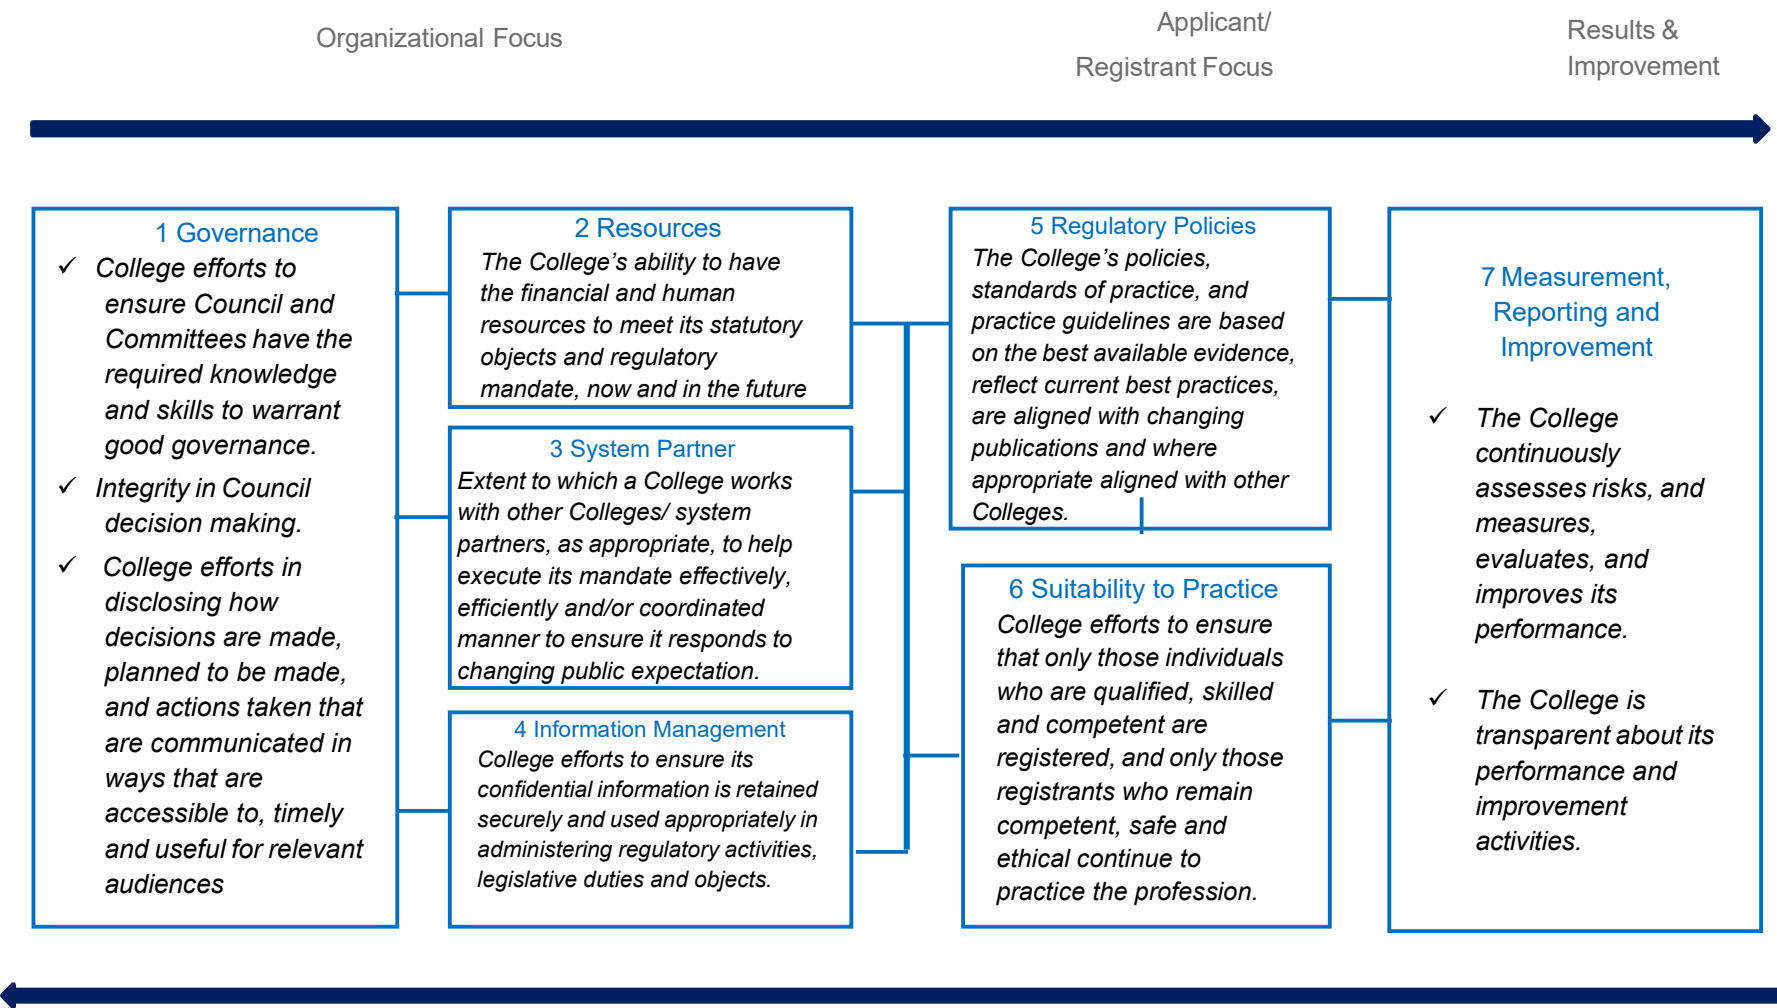 Organizational Focus
Applicant/
Registrant Focus
Results &
Improvement
1 Governance
✓ College efforts to
ensure Council and
Committees have the
required knowledge
and skills to warrant
good governance.
✓ Integrity in Council
decision making.
✓ College efforts in
disclosing how
decisions are made,
planned to be made,
and actions taken that
are communicated in
ways that are
accessible to, timely
and useful for relevant
audiences
2 Resources
The College’s ability to have
the financial and human
resources to meet its statutory
objects and regulatory
mandate, now and in the future
3 System Partner
Extent to which a College works
with other Colleges/ system
partners, as appropriate, to help
execute its mandate effectively,
efficiently and/or coordinated
manner to ensure it responds to
changing public expectation.
4 Information Management
College efforts to ensure its
confidential information is retained
securely and used appropriately in
administering regulatory activities,
legislative duties and objects.
5 Regulatory Policies
The College’s policies,
standards of practice, and
practice guidelines are based
on the best available evidence,
reflect current best practices,
are aligned with changing
publications and where
appropriate aligned with other
Colleges.
6 Suitability to Practice
College efforts to ensure
that only those individuals
who are qualified, skilled
and competent are
registered, and only those
registrants who remain
competent, safe and
ethical continue to
practice the profession.
7 Measurement,
Reporting and
Improvement
✓ The College
continuously
assesses risks, and
measures,
evaluates, and
improves its
performance.
✓ The College is
transparent about its
performance and
improvement
activities.